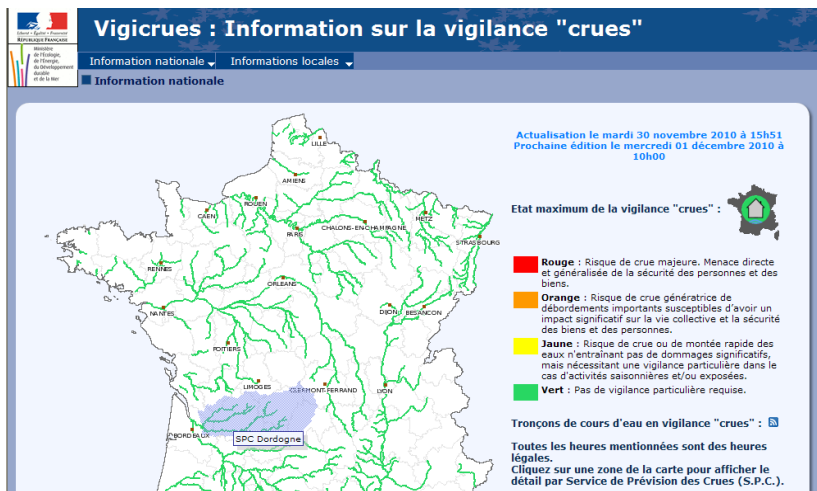 Vigicrues : Information sur la vigilance "crues"
Liberté • Égalité • Fraternité
RÉPUBLIQUE FRANÇAISE
Ministère
de l'Écologie,
de l'Énergie,
du Développement
durable
et de la Mer
Information nationale
Informations locales
Information nationale
Actualisation le mardi 30 novembre 2010 à 15h51
Prochaine édition le mercredi 01 décembre 2010 à
10h00
Etat maximum de la vigilance "crues" :
Rouge : Risque de crue majeure. Menace directe
et généralisée de la sécurité des personnes et des
biens.
Orange : Risque de crue génératrice de
débordements importants susceptibles d'avoir un
impact significatif sur la vie collective et la sécurité
des biens et des personnes.
Jaune : Risque de crue ou de montée rapide des
eaux n'entraînant pas de dommages significatifs,
mais nécessitant une vigilance particulière dans le
cas d'activités saisonnières et/ou exposées.
Vert : Pas de vigilance particulière requise.
Tronçons de cours d'eau en vigilance "crues" :
Toutes les heures mentionnées sont des heures
légales.
Cliquez sur une zone de la carte pour afficher le
détail par Service de Prévision des Crues (S.P.C.).
LILLE
AMIENS
ROUEN
CAEN
METZ
CHALONS-EN-CHAMPAGNE
PARIS
STRASBOURG
RENNES
ORLEANS
NANTES
DIJON
BESANCON
POITIERS
LIMOGES
CLERMONT-FERRAND
LYON
BORDEAUX
SPC Dordogne